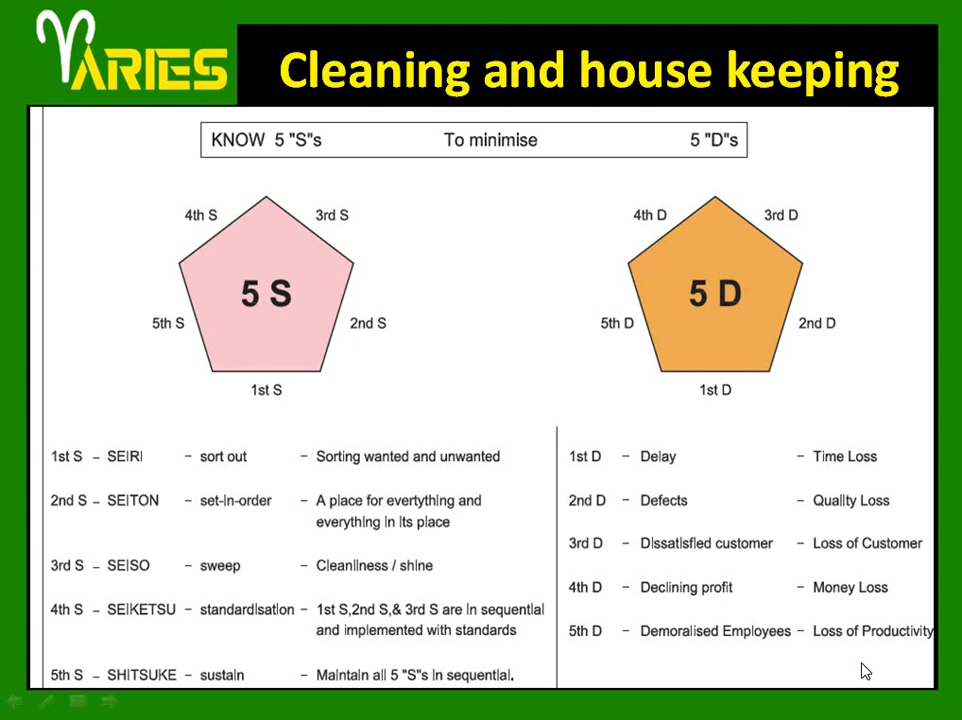 ARIES
Cleaning and house keeping
KNOW 5 "S"s To minimise 5 "D"s
4th S 3rd S
5 S
5th S 2nd S
1st S
4th D 3rd D
5 D
5th D 2nd D
1st D
1st S – SEIRI – sort out – Sorting wanted and unwanted
2nd S – SEITON – set-in-order – A place for evertything and
everything in its place
3rd S – SEISO – sweep – Cleanliness / shine
4th S – SEIKETSU – standardisation – 1st S,2nd S,& 3rd S are in sequential
and implemented with standards
5th S – SHITSUKE – sustain – Maintain all 5 "S"s in sequential.
1st D – Delay – Time Loss
2nd D – Defects – Quality Loss
3rd D – Dissatisfied customer – Loss of Customer
4th D – Declining profit – Money Loss
5th D – Demoralised Employees – Loss of Productivity